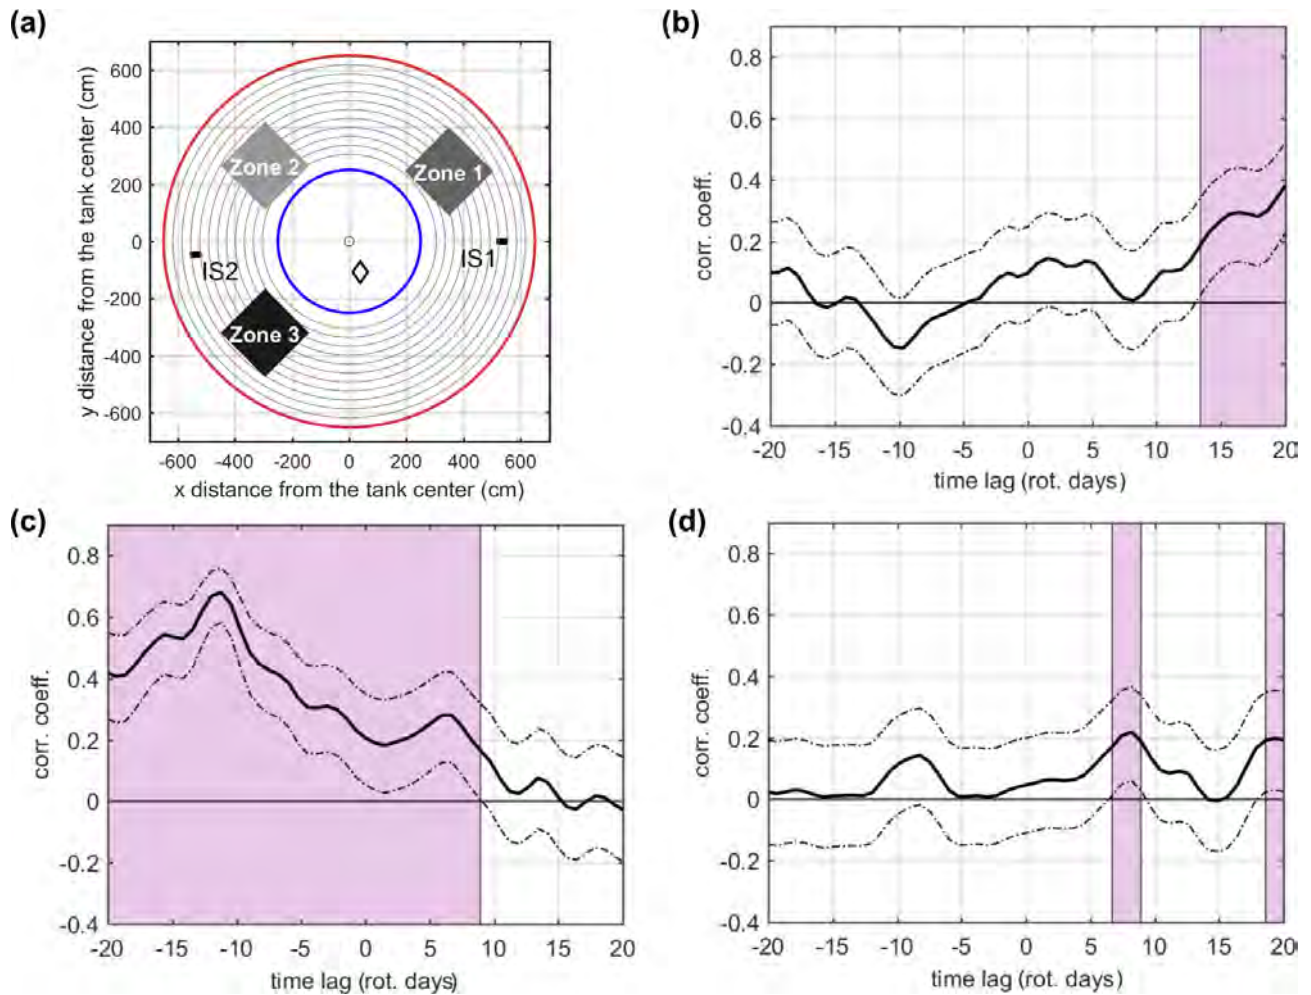 (a)
600
400
200
0
-200
-400
-600
y distance from the tank center (cm)
Zone 2
Zone 1
IS2
IS1
Zone 3
-600 -400 -200 0 200 400 600
x distance from the tank center (cm)
(b)
0.8
0.6
0.4
0.2
0
-0.2
-0.4
corr. coeff.
-20 -15 -10 -5 0 5 10 15 20
time lag (rot. days)
(c)
0.8
0.6
0.4
0.2
0
-0.2
-0.4
corr. coeff.
-20 -15 -10 -5 0 5 10 15 20
time lag (rot. days)
(d)
0.8
0.6
0.4
0.2
0
-0.2
-0.4
corr. coeff.
-20 -15 -10 -5 0 5 10 15 20
time lag (rot. days)